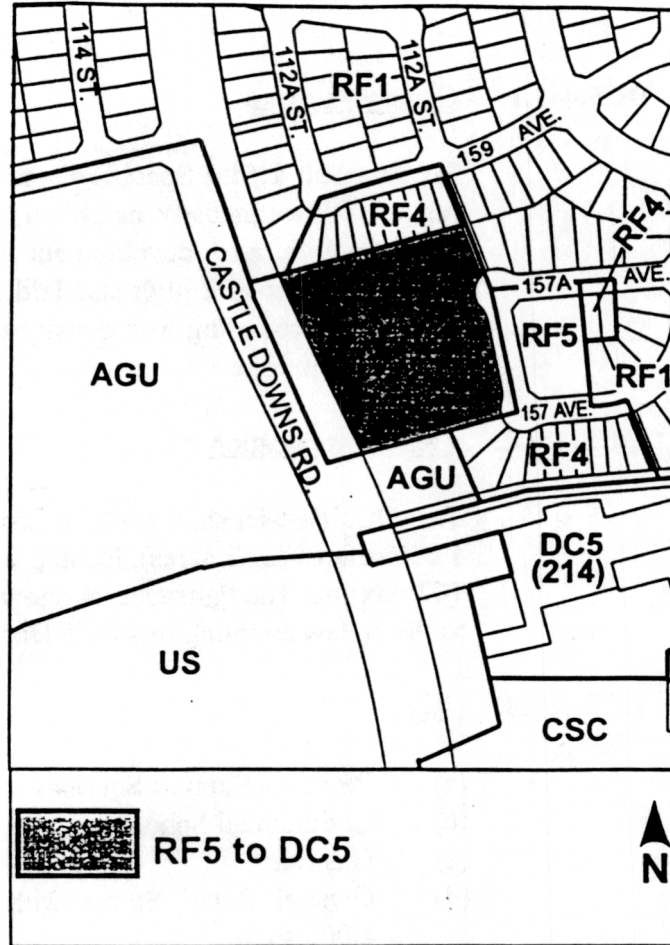 114 ST.
112A ST.
112A ST.
RF1
159 AVE.
RF4
RF4
CASTLE DOWNS RD.
157A AVE.
AGU
RF5
RF1
157 AVE.
RF4
AGU
DC5
(214)
US
CSC
RF5 to DC5
N